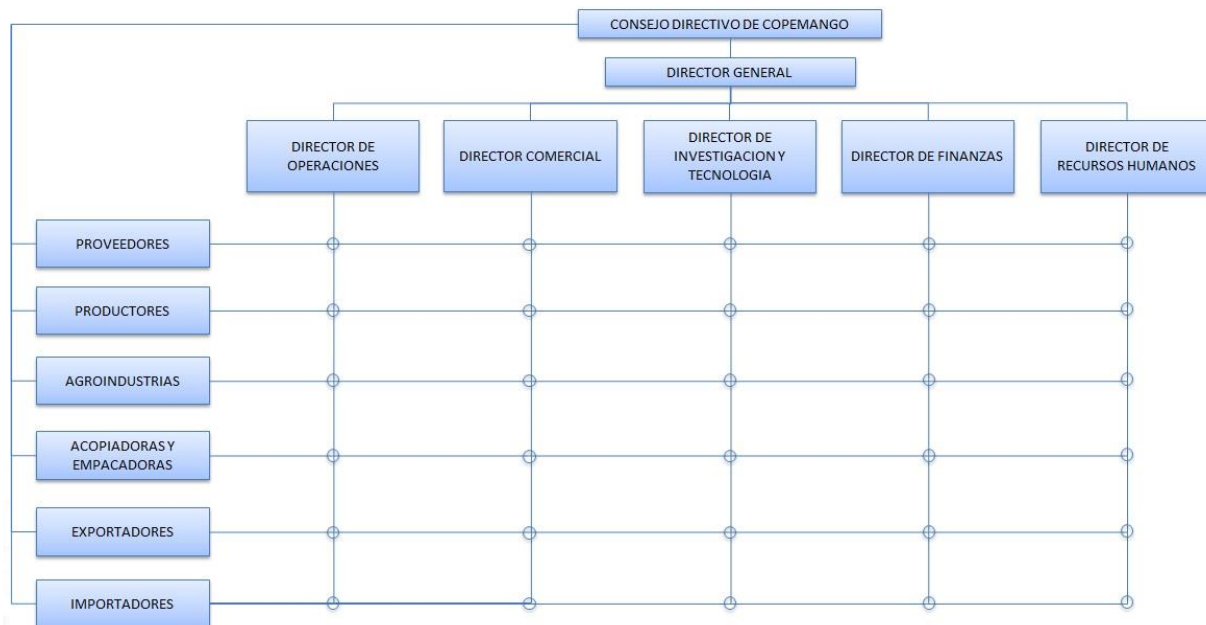 CONSEJO DIRECTIVO DE COPEMANGO
DIRECTOR GENERAL
DIRECTOR DE
OPERACIONES
DIRECTOR COMERCIAL
DIRECTOR DE
INVESTIGACION Y
TECNOLOGIA
DIRECTOR DE FINANZAS
DIRECTOR DE
RECURSOS HUMANOS
PROVEEDORES
PRODUCTORES
AGROINDUSTRIAS
ACOPIADORAS Y
EMPACADORAS
EXPORTADORES
IMPORTADORES